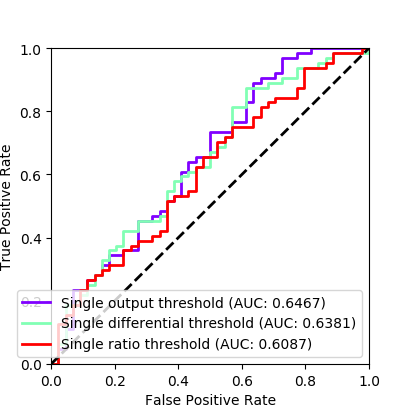 True Positive Rate
1.0
0.8
0.6
0.4
0.2
0.0
Single output threshold (AUC: 0.6467)
Single differential threshold (AUC: 0.6381)
Single ratio threshold (AUC: 0.6087)
0.0 0.2 0.4 0.6 0.8 1.0
False Positive Rate